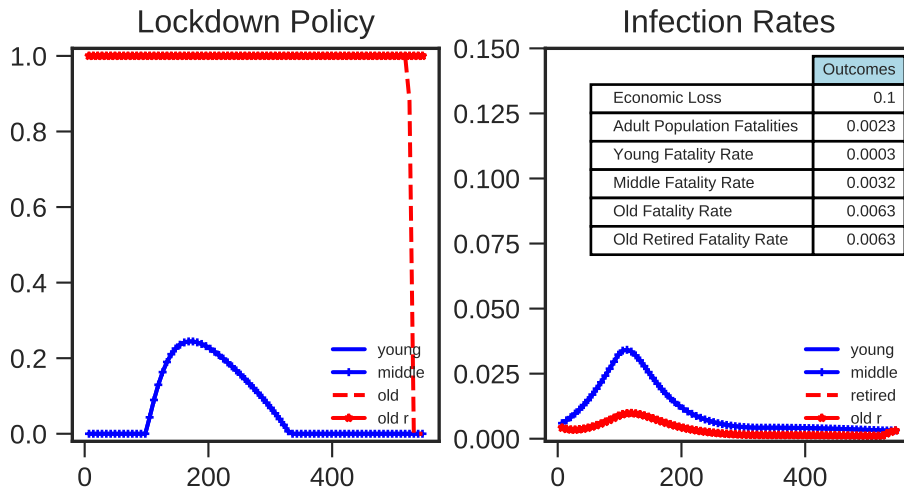 Lockdown Policy
1.0
0.8
0.6
0.4
0.2
0.0
0
200
400
young
middle
old
old r
Infection Rates
0.150
0.125
0.100
0.075
0.050
0.025
0.000
0
200
400
Outcomes
Economic Loss 0.1
Adult Population Fatalities 0.0023
Young Fatality Rate 0.0003
Middle Fatality Rate 0.0032
Old Fatality Rate 0.0063
Old Retired Fatality Rate 0.0063
young
middle
retired
old r